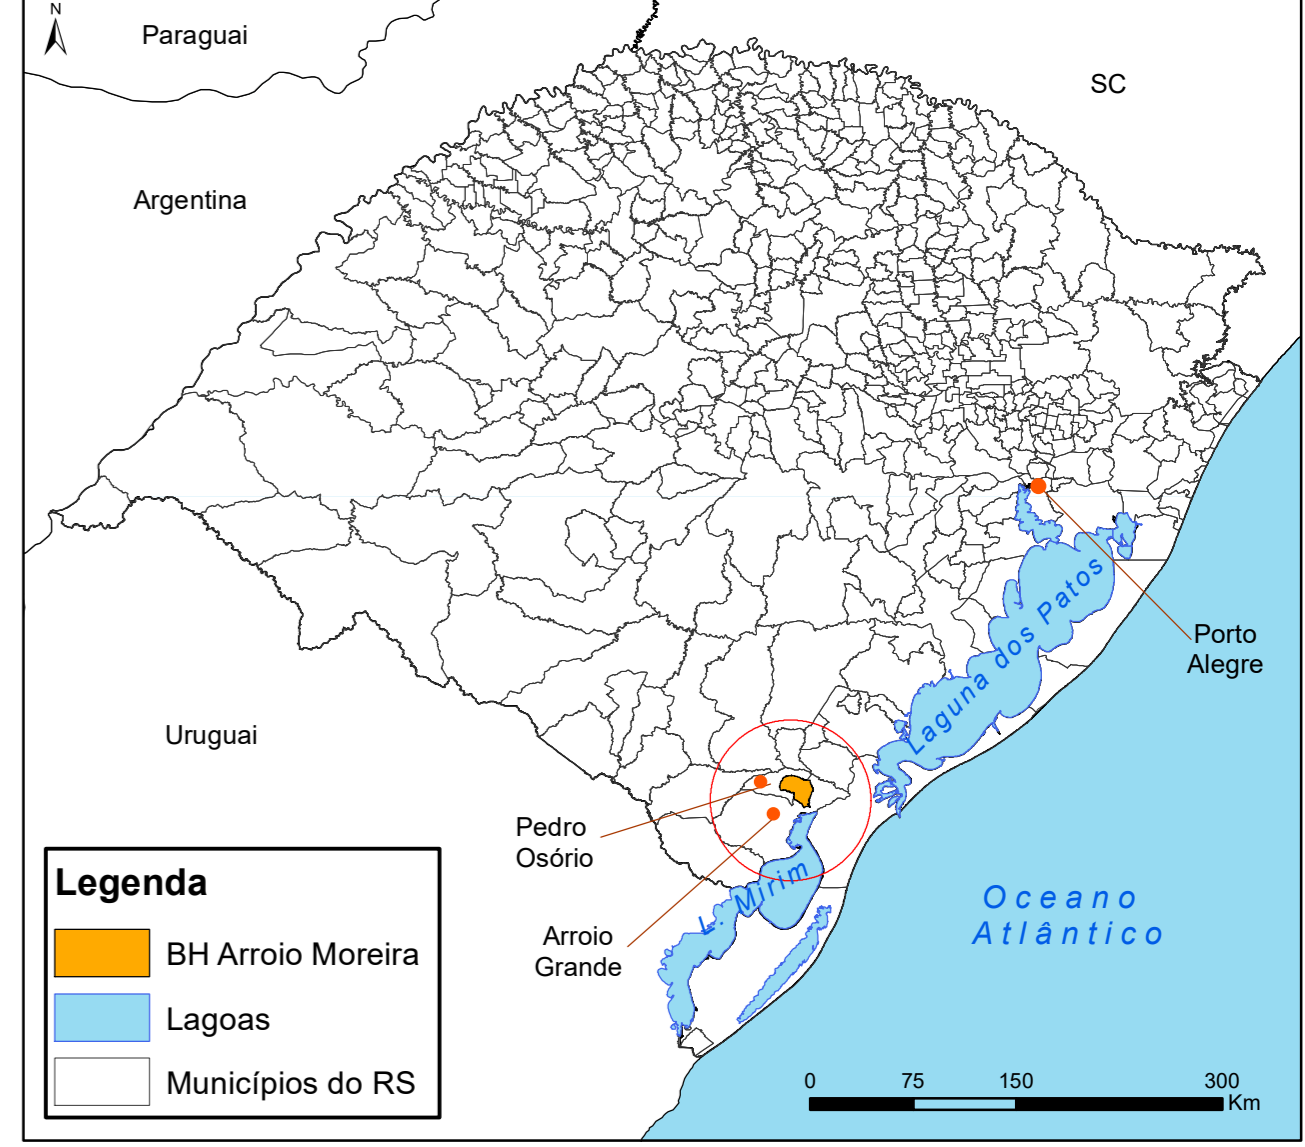 N
Paraguai
SC
Argentina
Uruguai
Porto
Alegre
Laguna dos Patos
Pedro
Osório
L. Mirim
Arroio
Grande
Oceano
Atlântico
Legenda
BH Arroio Moreira
Lagoas
Municípios do RS
0 75 150 300
Km